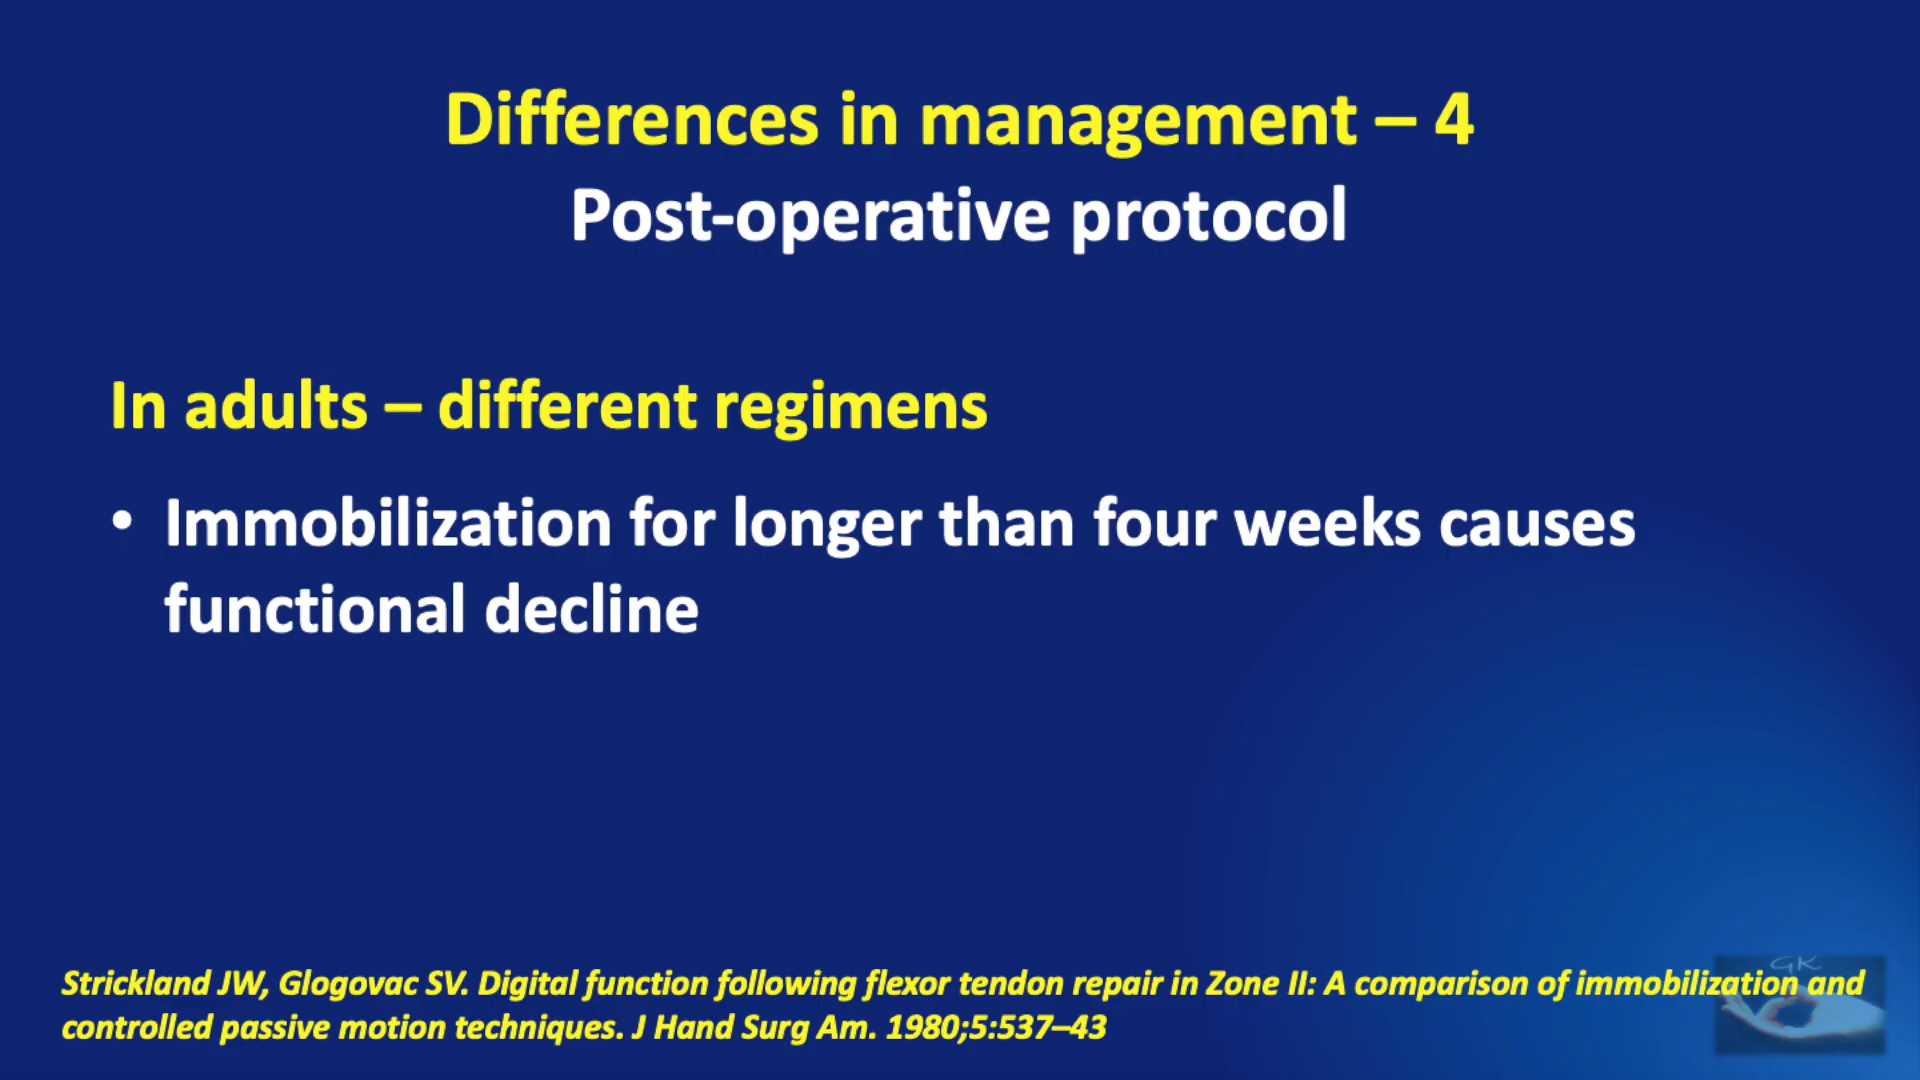 Differences in management – 4
Post-operative protocol
In adults – different regimens
• Immobilization for longer than four weeks causes
functional decline
Strickland JW, Glogovac SV. Digital function following flexor tendon repair in Zone II: A comparison of immobilization and
controlled passive motion techniques. J Hand Surg Am. 1980;5:537–43
GK